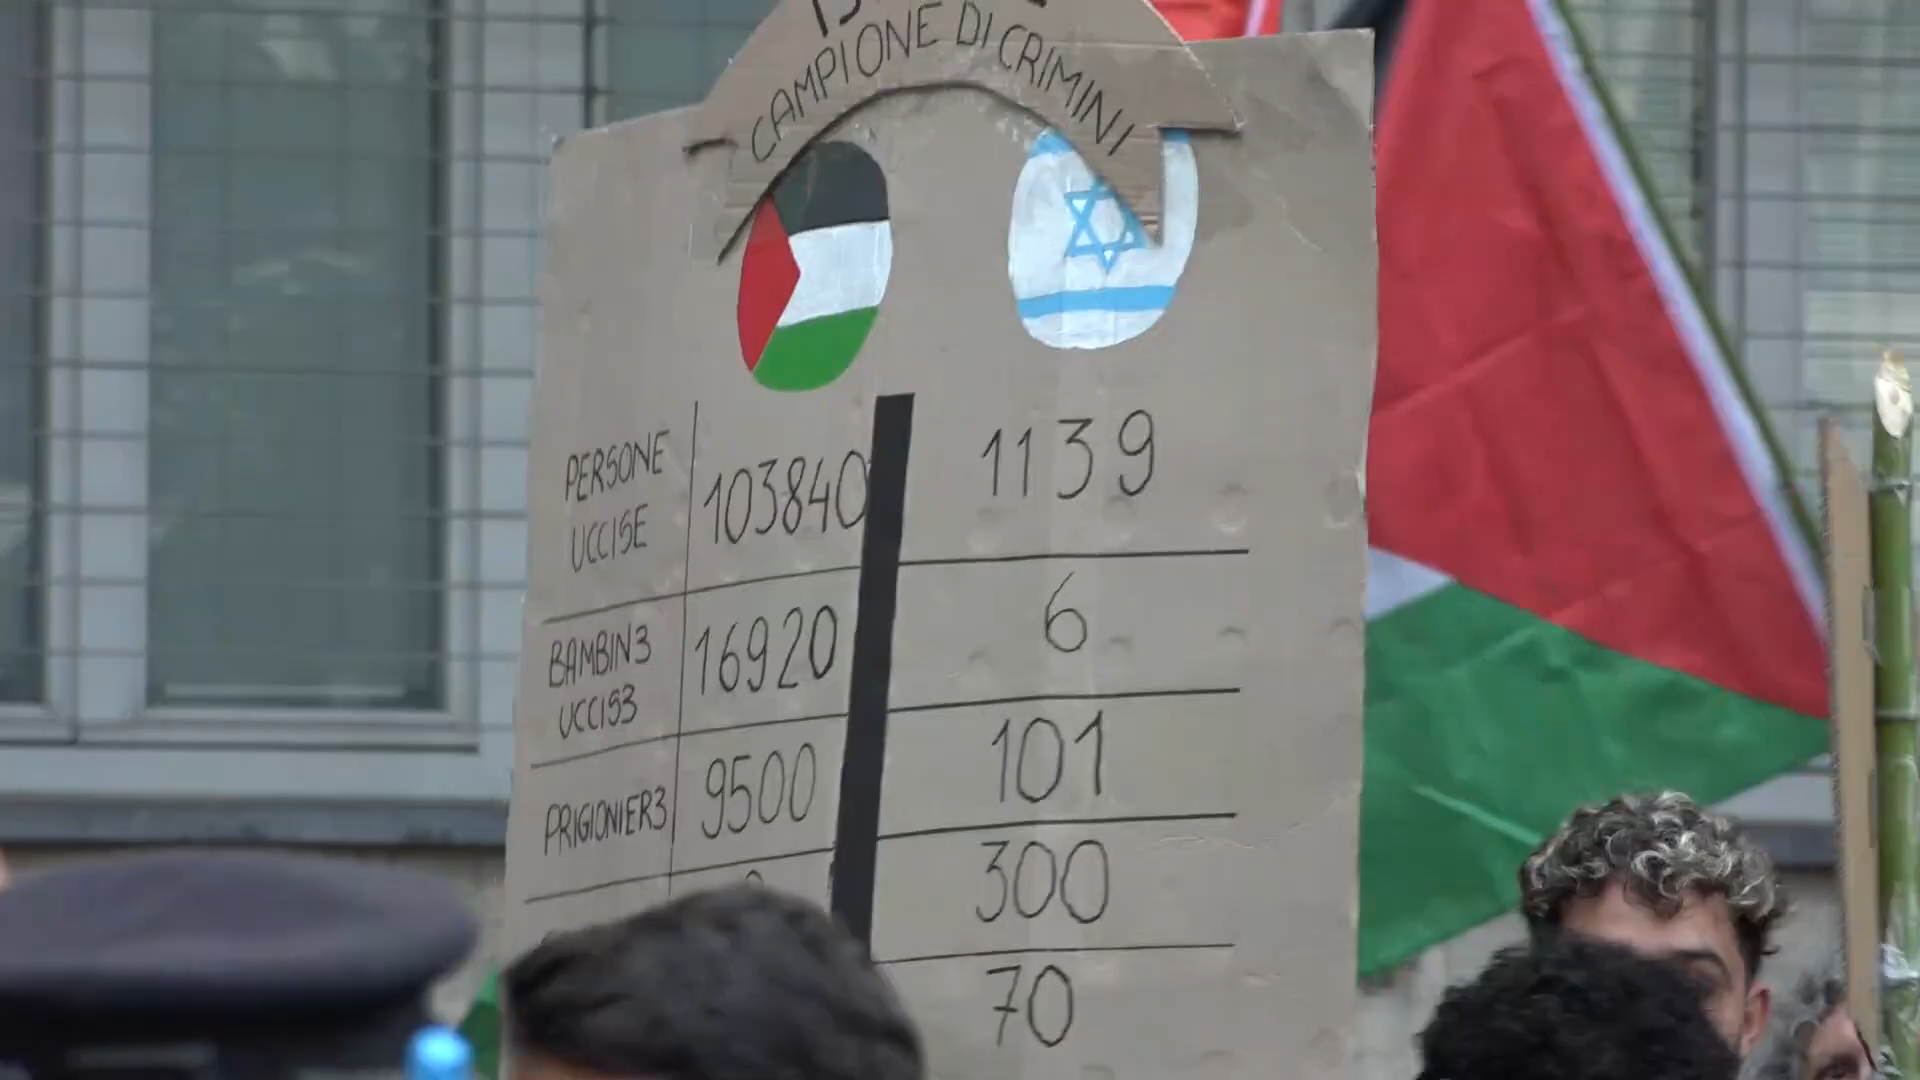 CAMPIONE DI CRIMINI
PERSONE
UCCISE
103840
1139
BAMBIN3
UCCIS3
16920
6
PRIGIONIER3
9500
101
300
70